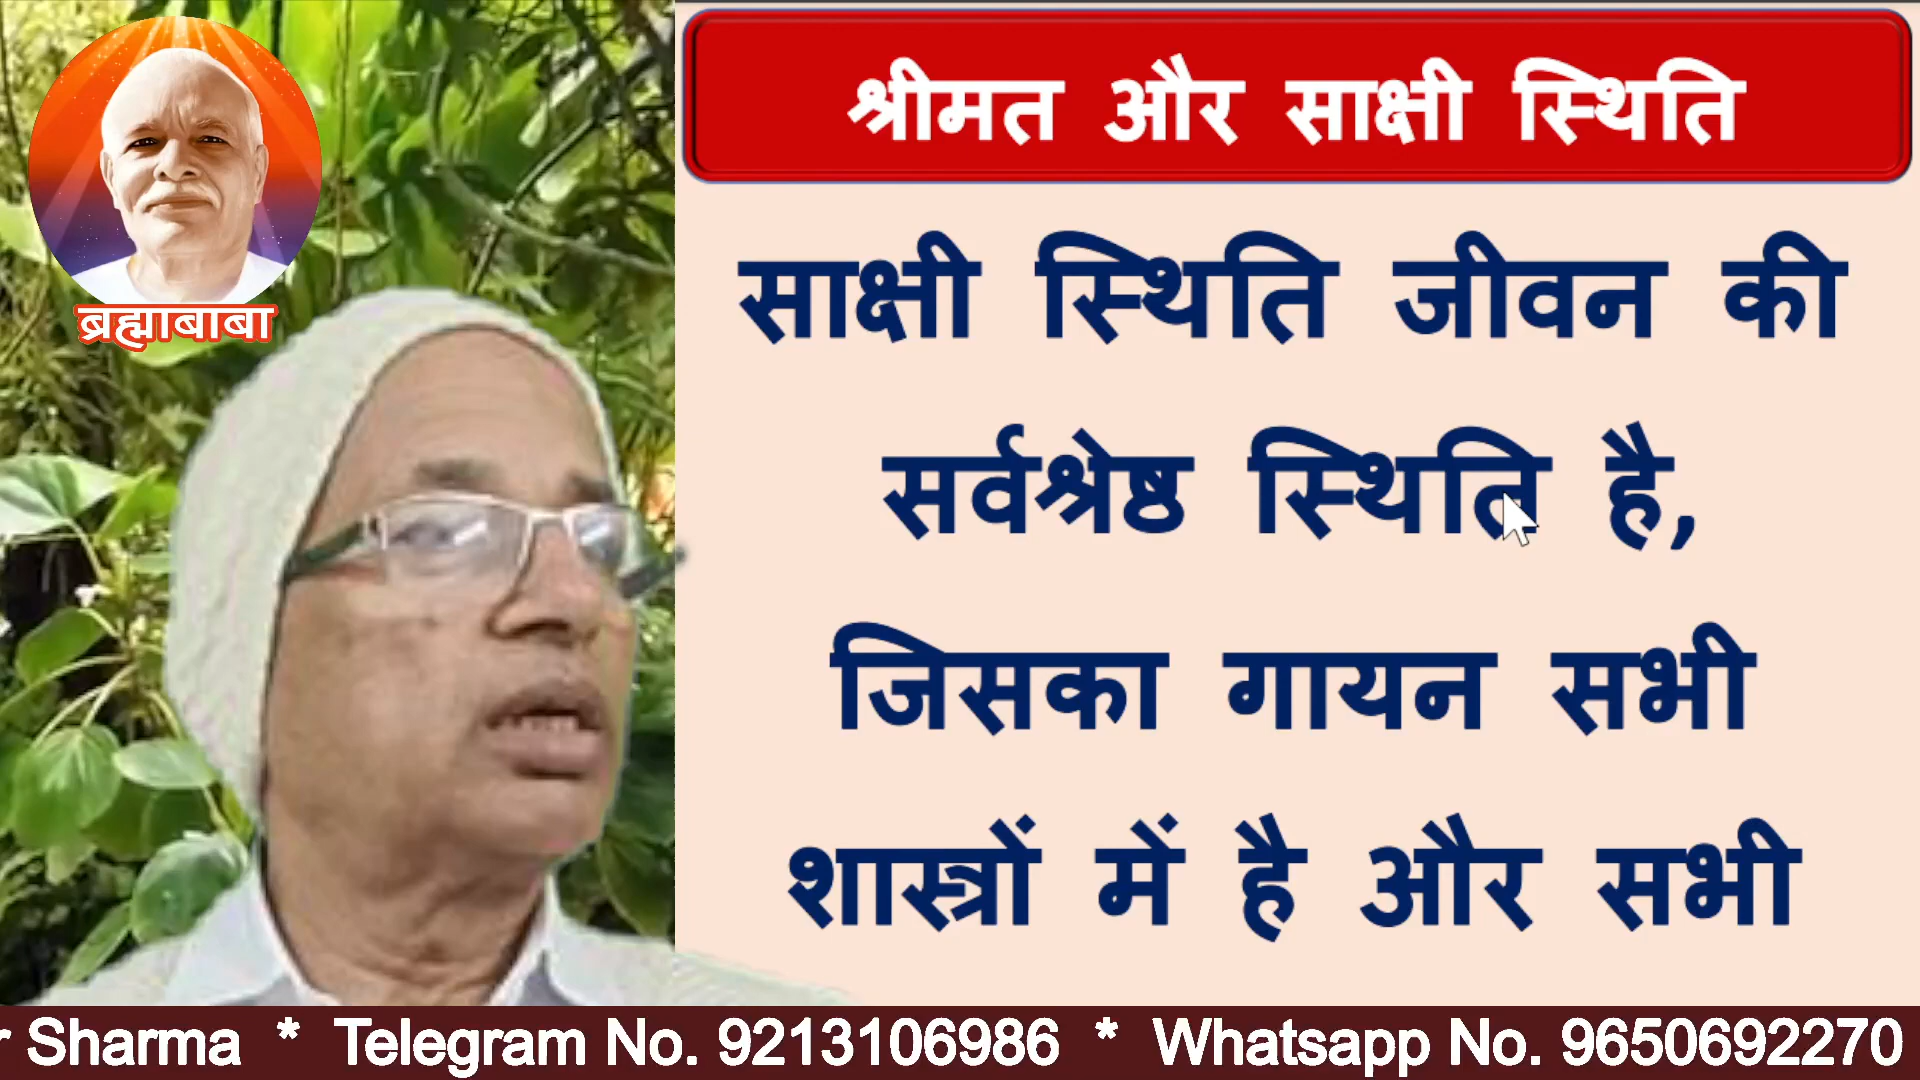 ब्रह्माबाबा
श्रीमत और साक्षी स्थिति
साक्षी स्थिति जीवन की
सर्वश्रेष्ठ स्थिति है,
जिसका गायन सभी
शास्त्रों में है और सभी
r Sharma * Telegram No. 9213106986 * Whatsapp No. 9650692270